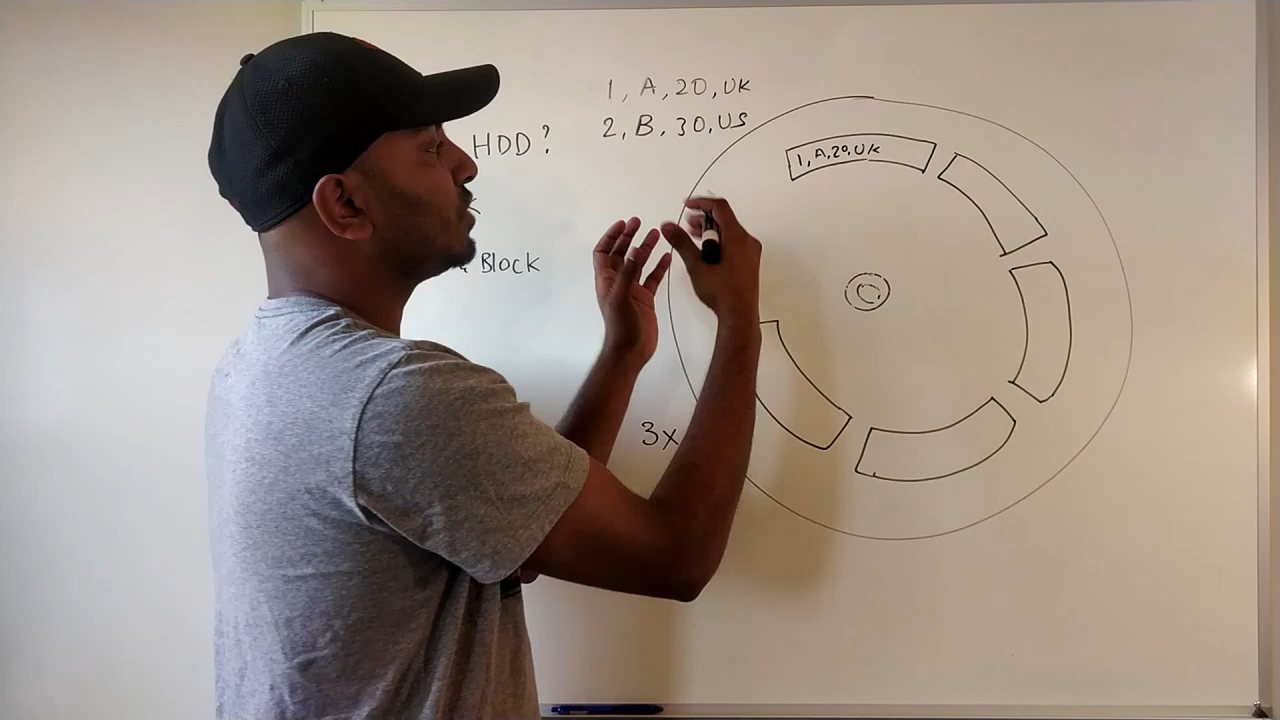 1, A, 20, UK
2, B, 30, US
HDD?
1, A, 20, UK
Block
3x